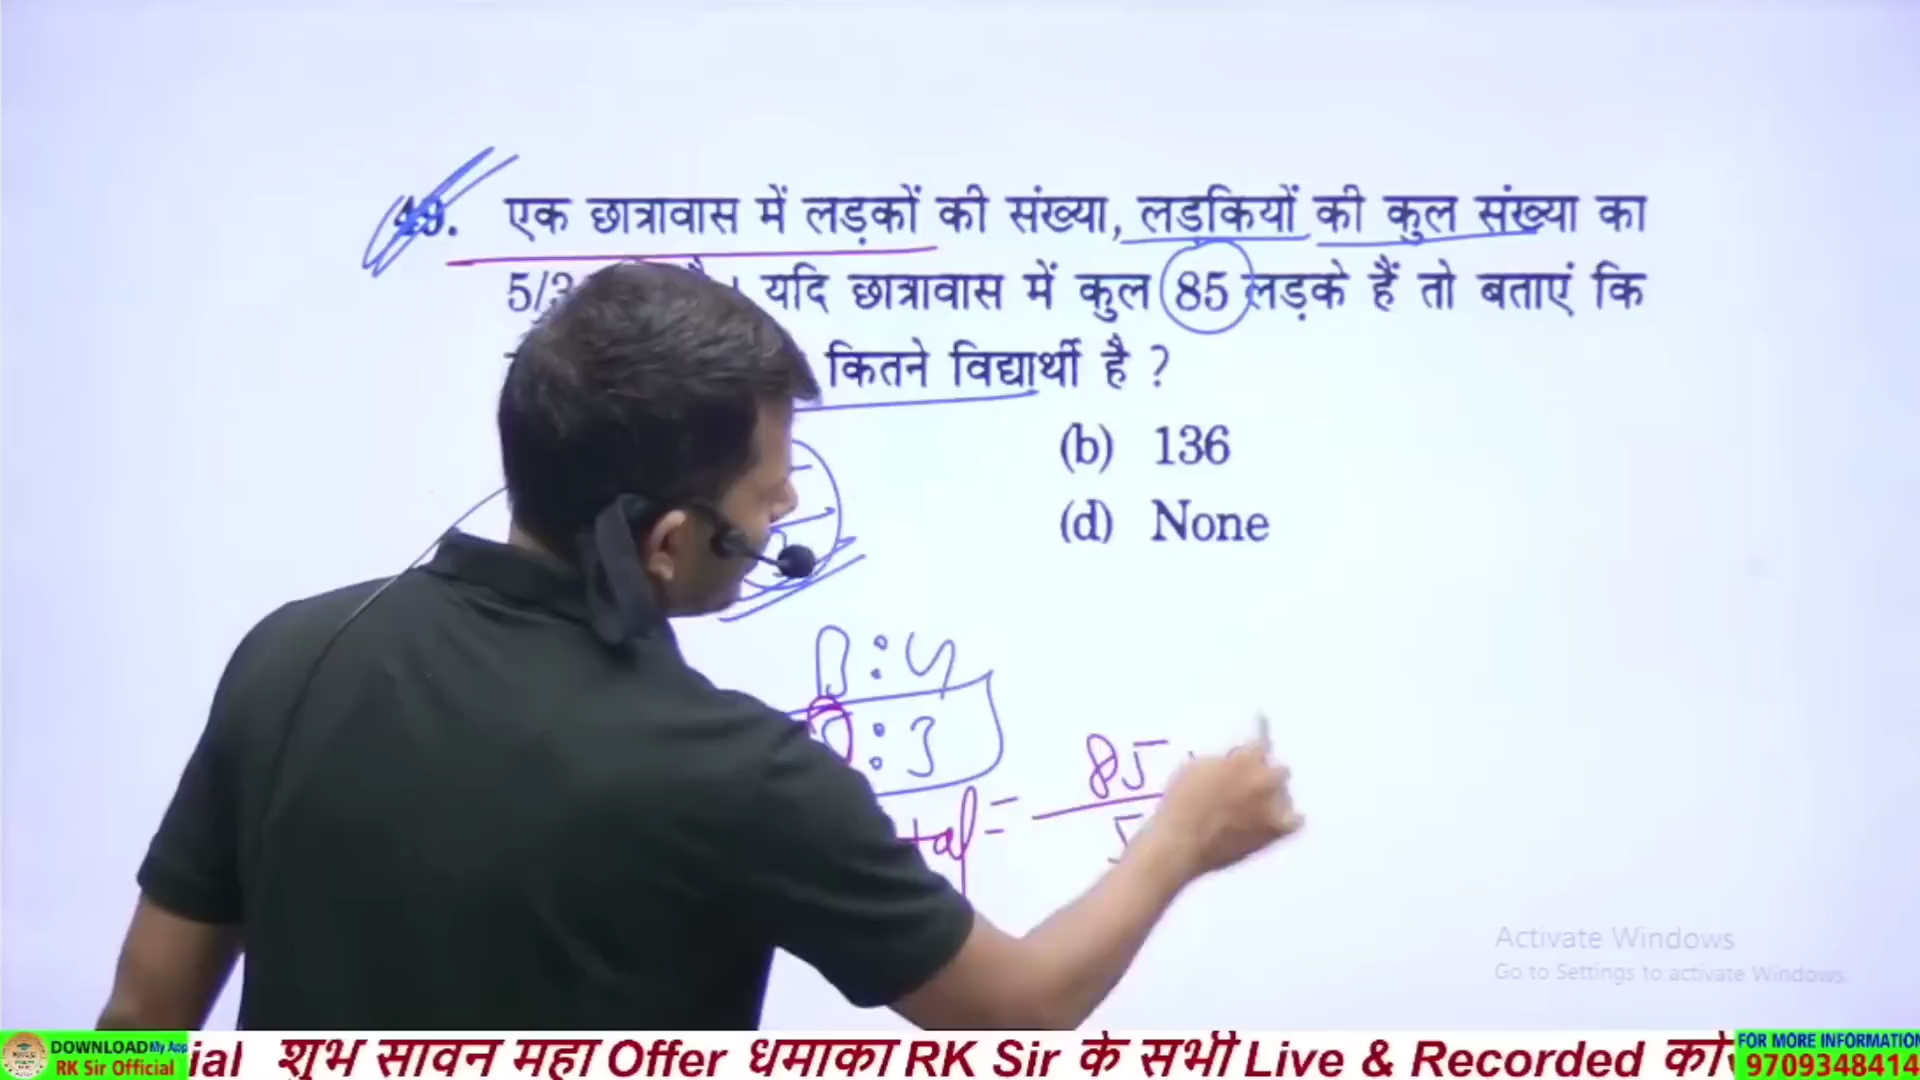 49. एक छात्रावास में लड़कों की संख्या, लडकियों की कुल संख्या का
5/3 यदि छात्रावास में कुल 85 लड़के हैं तो बताएं कि
कितने विद्यार्थी है ?
(b) 136
(d) None
B : G
: 3
tal = 85
5
Activate Windows
Go to Settings to activate Windows.
DOWNLOAD My App
RK Sir Official
ial शुभ सावन महा Offer धमाका RK Sir के सभी Live & Recorded
FOR MORE INFORMATION
9709348414